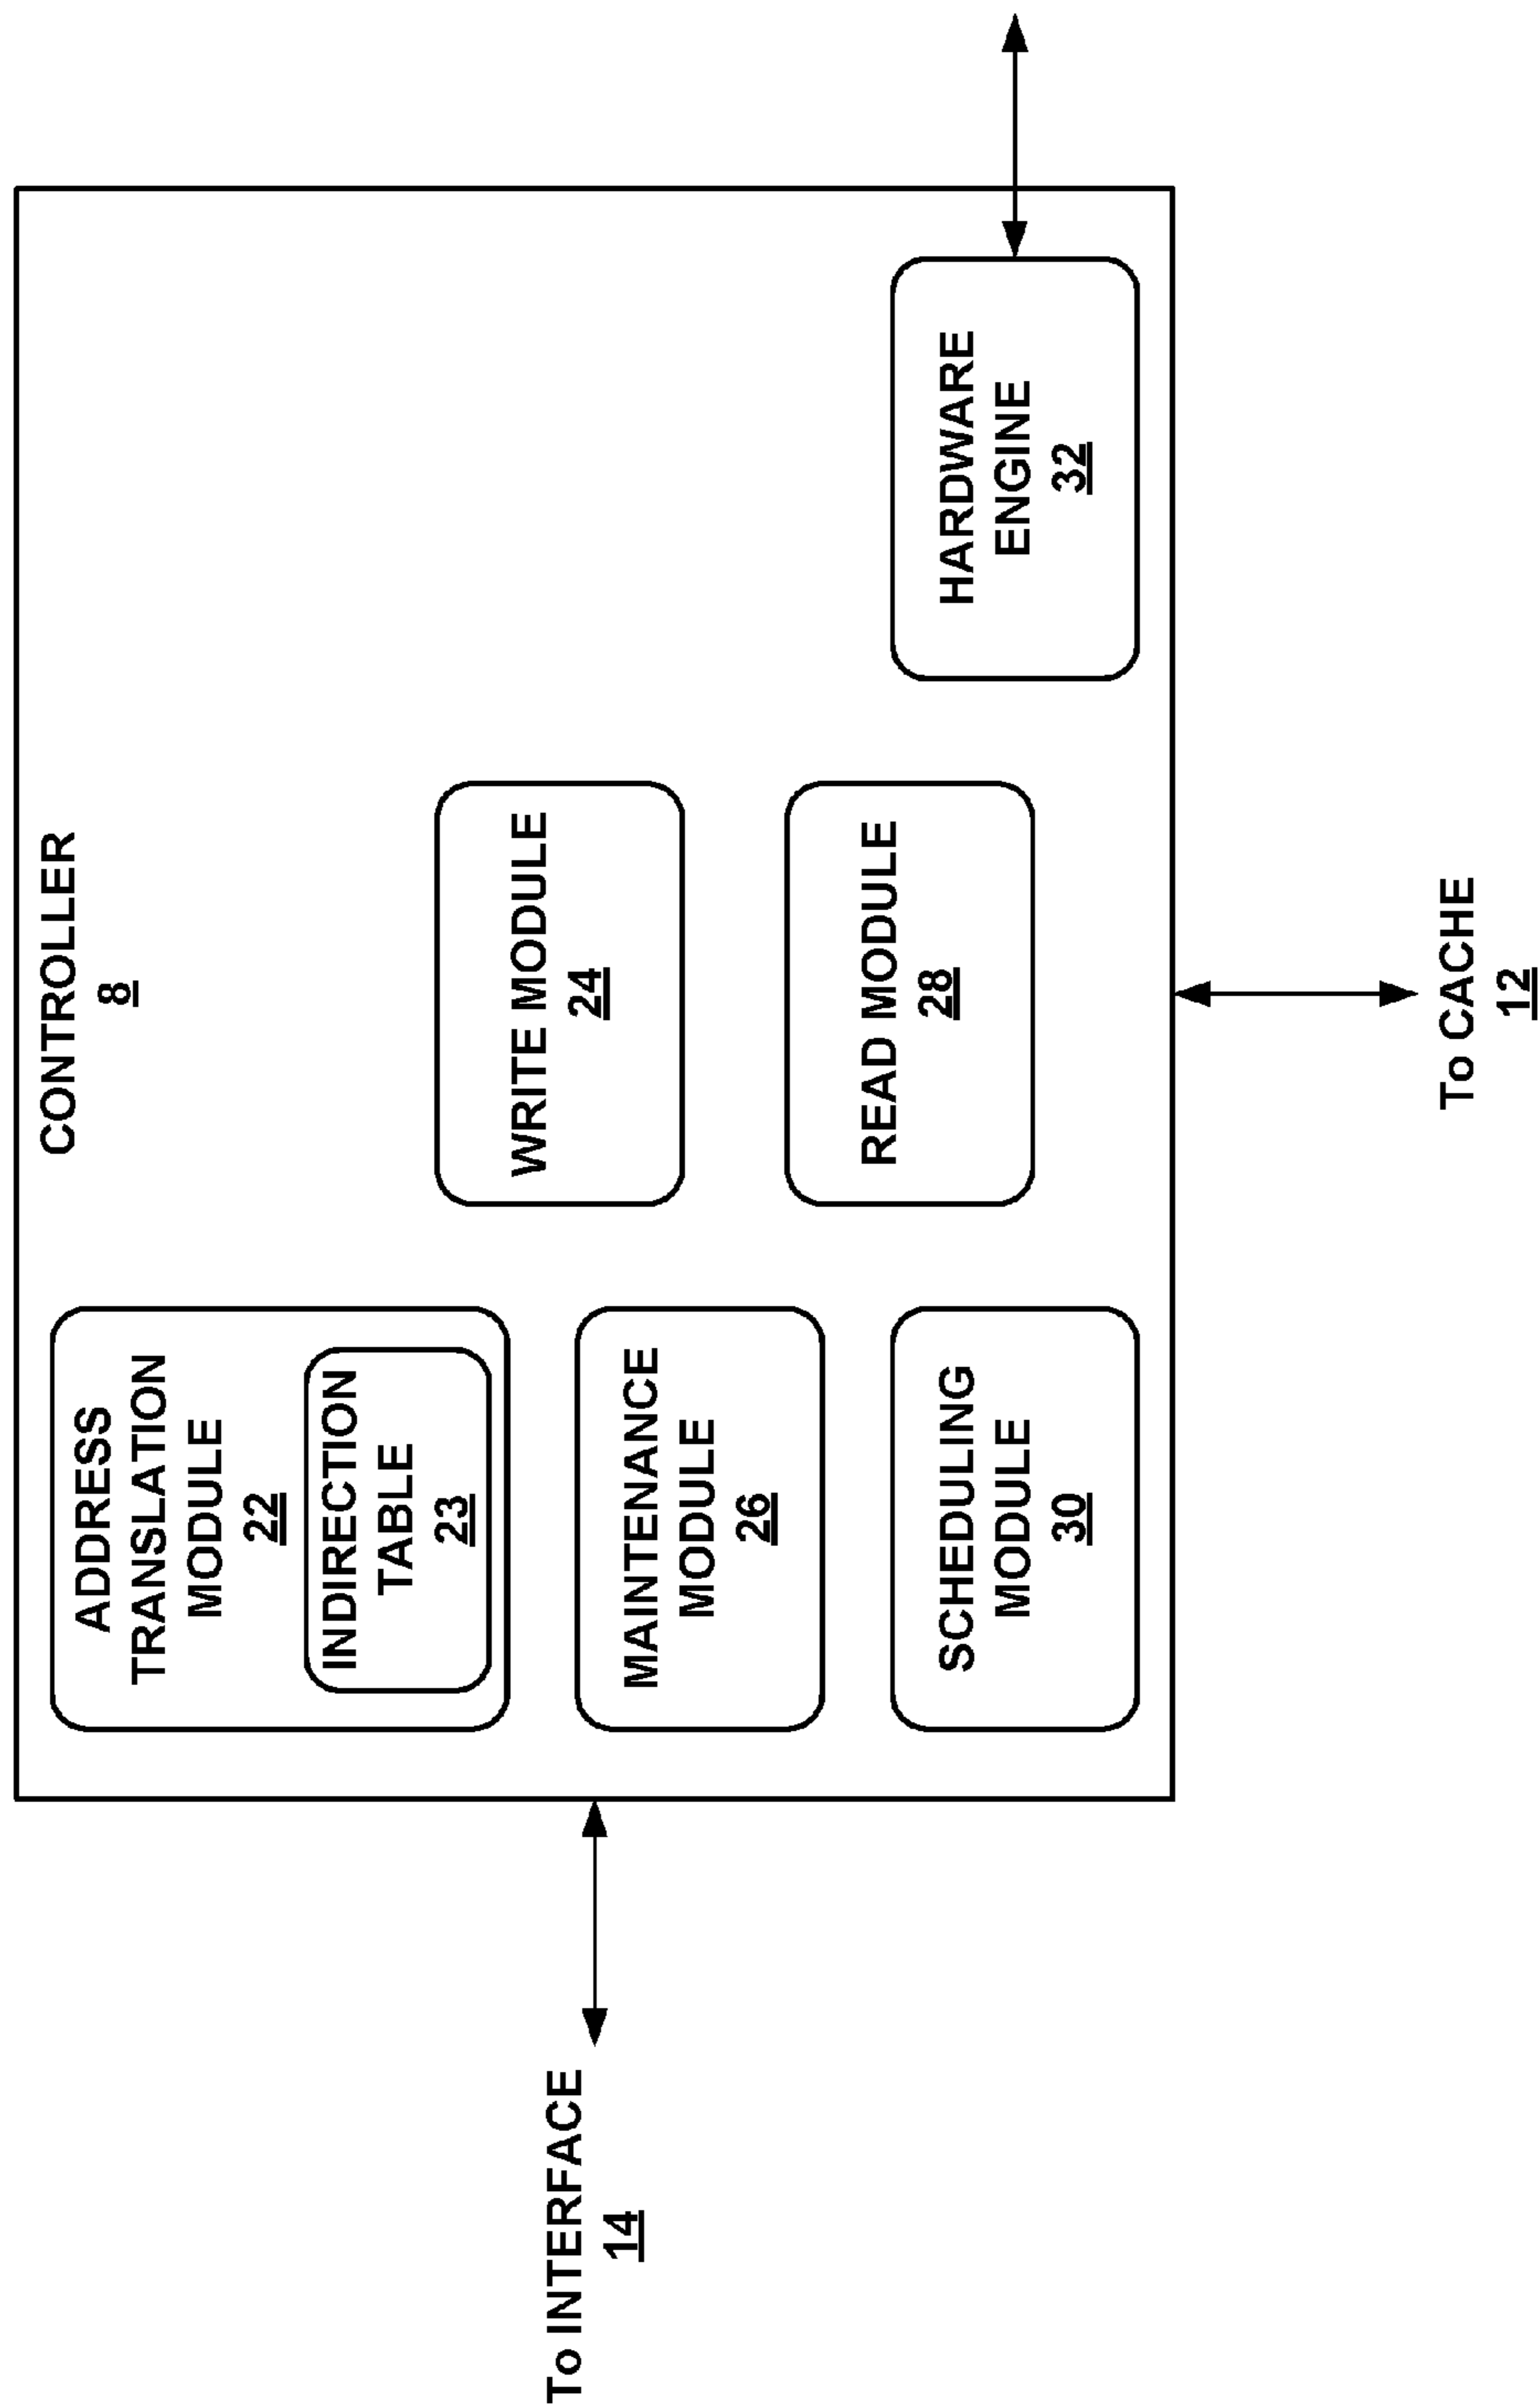 CONTROLLER
8
ADDRESS
TRANSLATION
MODULE
22
INDIRECTION
TABLE
23
WRITE MODULE
24
To INTERFACE
14
MAINTENANCE
MODULE
26
READ MODULE
28
SCHEDULING
MODULE
30
HARDWARE
ENGINE
32
To CACHE
12